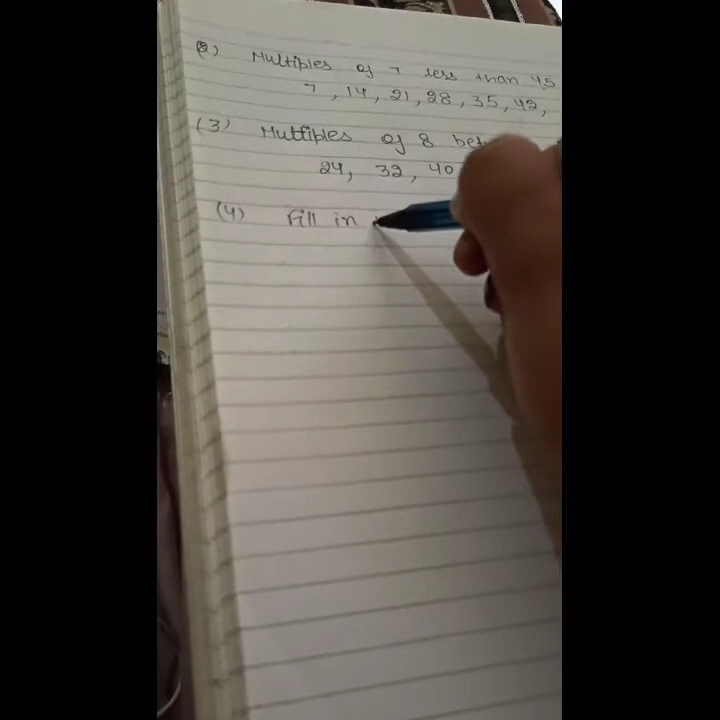 (2) Multiples of 7 less than 45
7, 14, 21, 28, 35, 42,
(3) Multiples of 8 bet
24, 32, 40
(4) Fill in